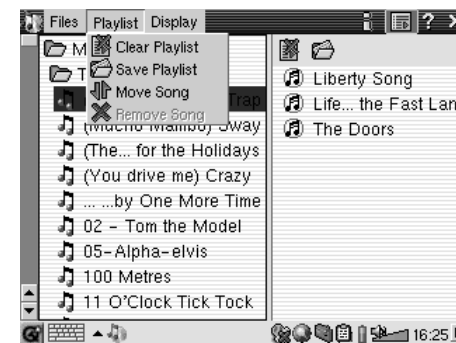 Files Playlist Display ?
M
Clear Playlist
T
Save Playlist
Move Song
Trap
Remove Song
(Mucho Mambo) Sway
(The... for the Holidays
(You drive me) Crazy
... ...by One More Time
02 - Tom the Model
05-Alpha-elvis
100 Metres
11 O'Clock Tick Tock
Liberty Song
Life... the Fast Lan
The Doors
16:25